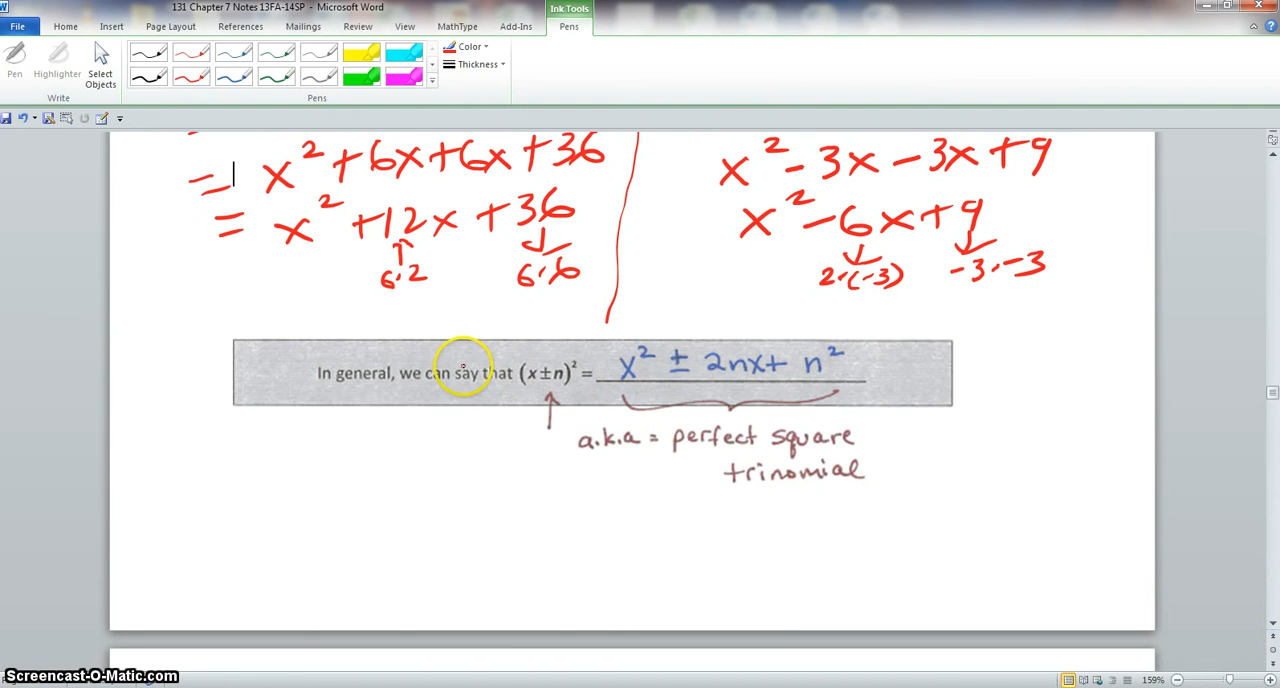 131 Chapter 7 Notes 13FA-14SP - Microsoft Word
Ink Tools
File Home Insert Page Layout References Mailings Review View MathType Add-Ins Pens
Pen Highlighter Select Objects
Color
Thickness
Write Pens
= x² + 6x + 6x + 36
x² - 3x - 3x + 9
= x² + 12x + 36
x² - 6x + 9
6·2 6·6
2·(-3) -3·-3
In general, we can say that (x ± n)² = x² ± 2nx + n²
a.k.a = perfect square
trinomial
Screencast-O-Matic.com
159%